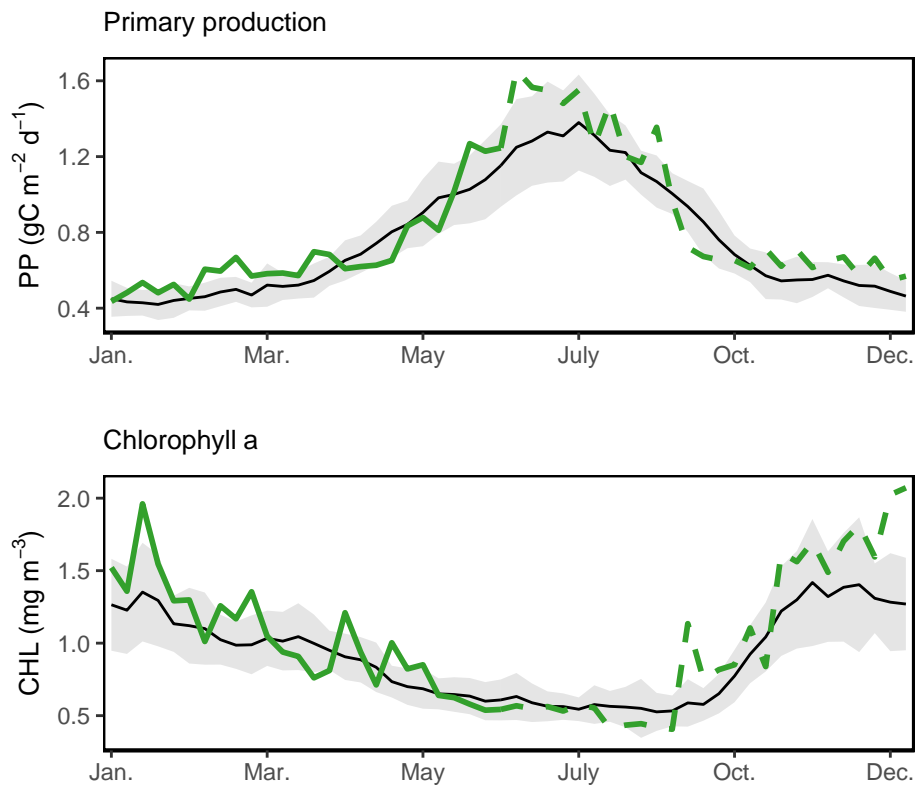 Primary production
PP (gC m⁻² d⁻¹)
1.6
1.2
0.8
0.4
Jan. Mar. May July Oct. Dec.
Chlorophyll a
CHL (mg m⁻³)
2.0
1.5
1.0
0.5
Jan. Mar. May July Oct. Dec.